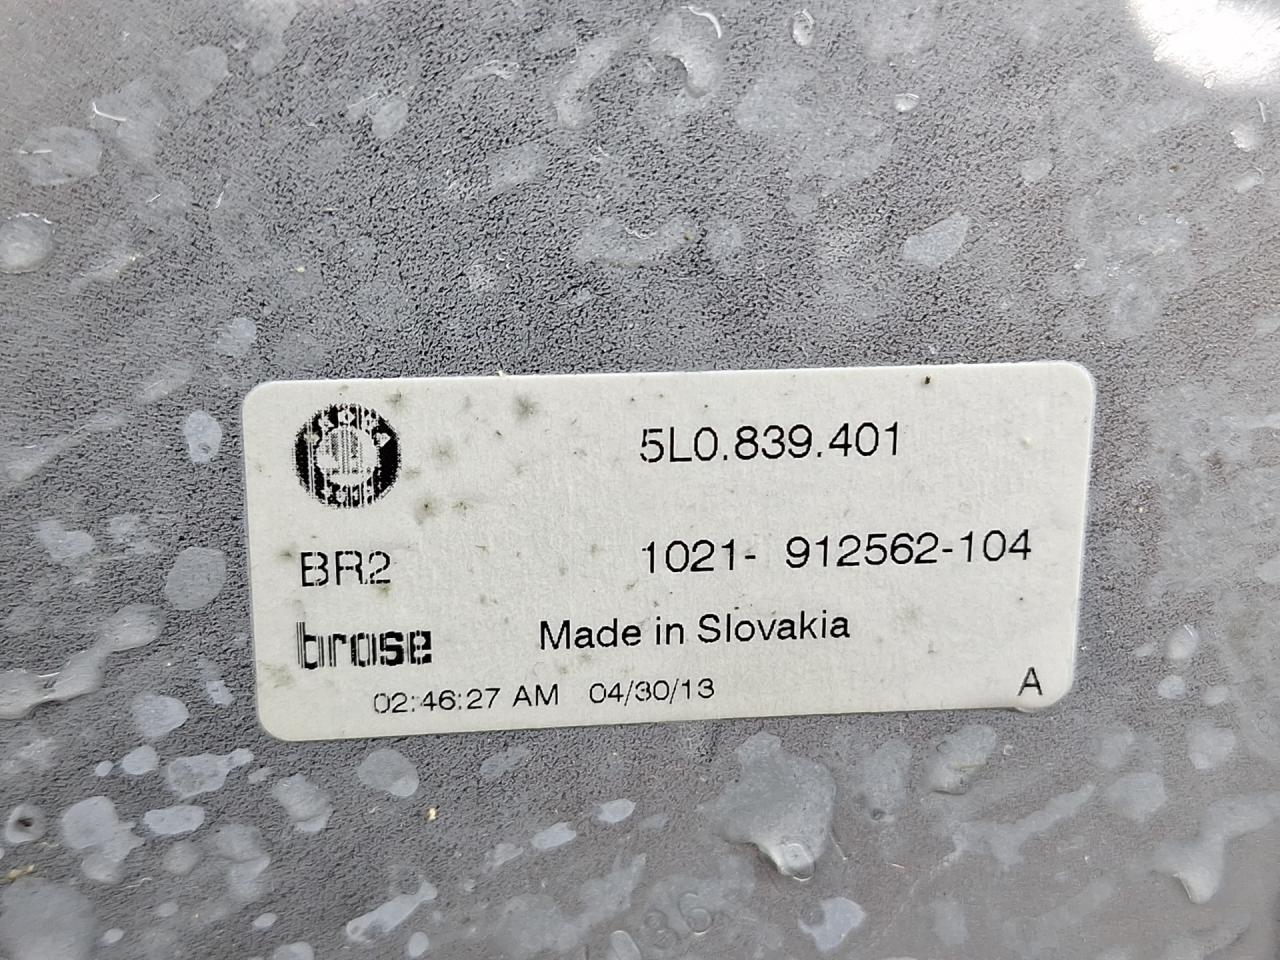 5L0.839.401
BR2 1021- 912562-104
brose Made in Slovakia
02:46:27 AM 04/30/13 A